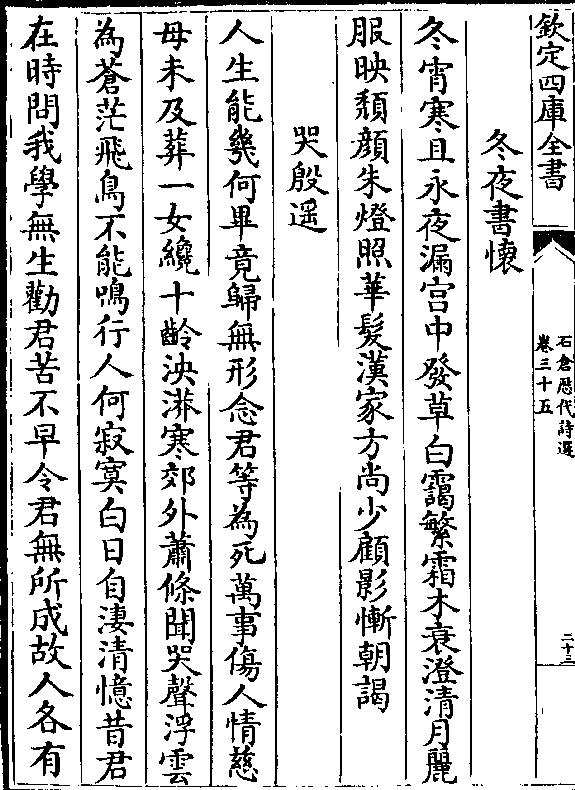 欽定四庫全書
石倉歴代詩選
卷三十五
二十三
冬夜書懷
冬宵寒且永夜漏宫中發草白靄繁霜木衰澄清月麗
服映頽顔朱燈照華髮漢家方尚少顧影慚朝謁
哭殷遥
人生能幾何畢竟歸無形念君等為死萬事傷人情慈
母未及葬一女纔十齡泱漭寒郊外蕭條聞哭聲浮雲
為蒼茫飛鳥不能鳴行人何寂寞白日自淒清憶昔君
在時問我學無生勸君苦不早令君無所成故人各有